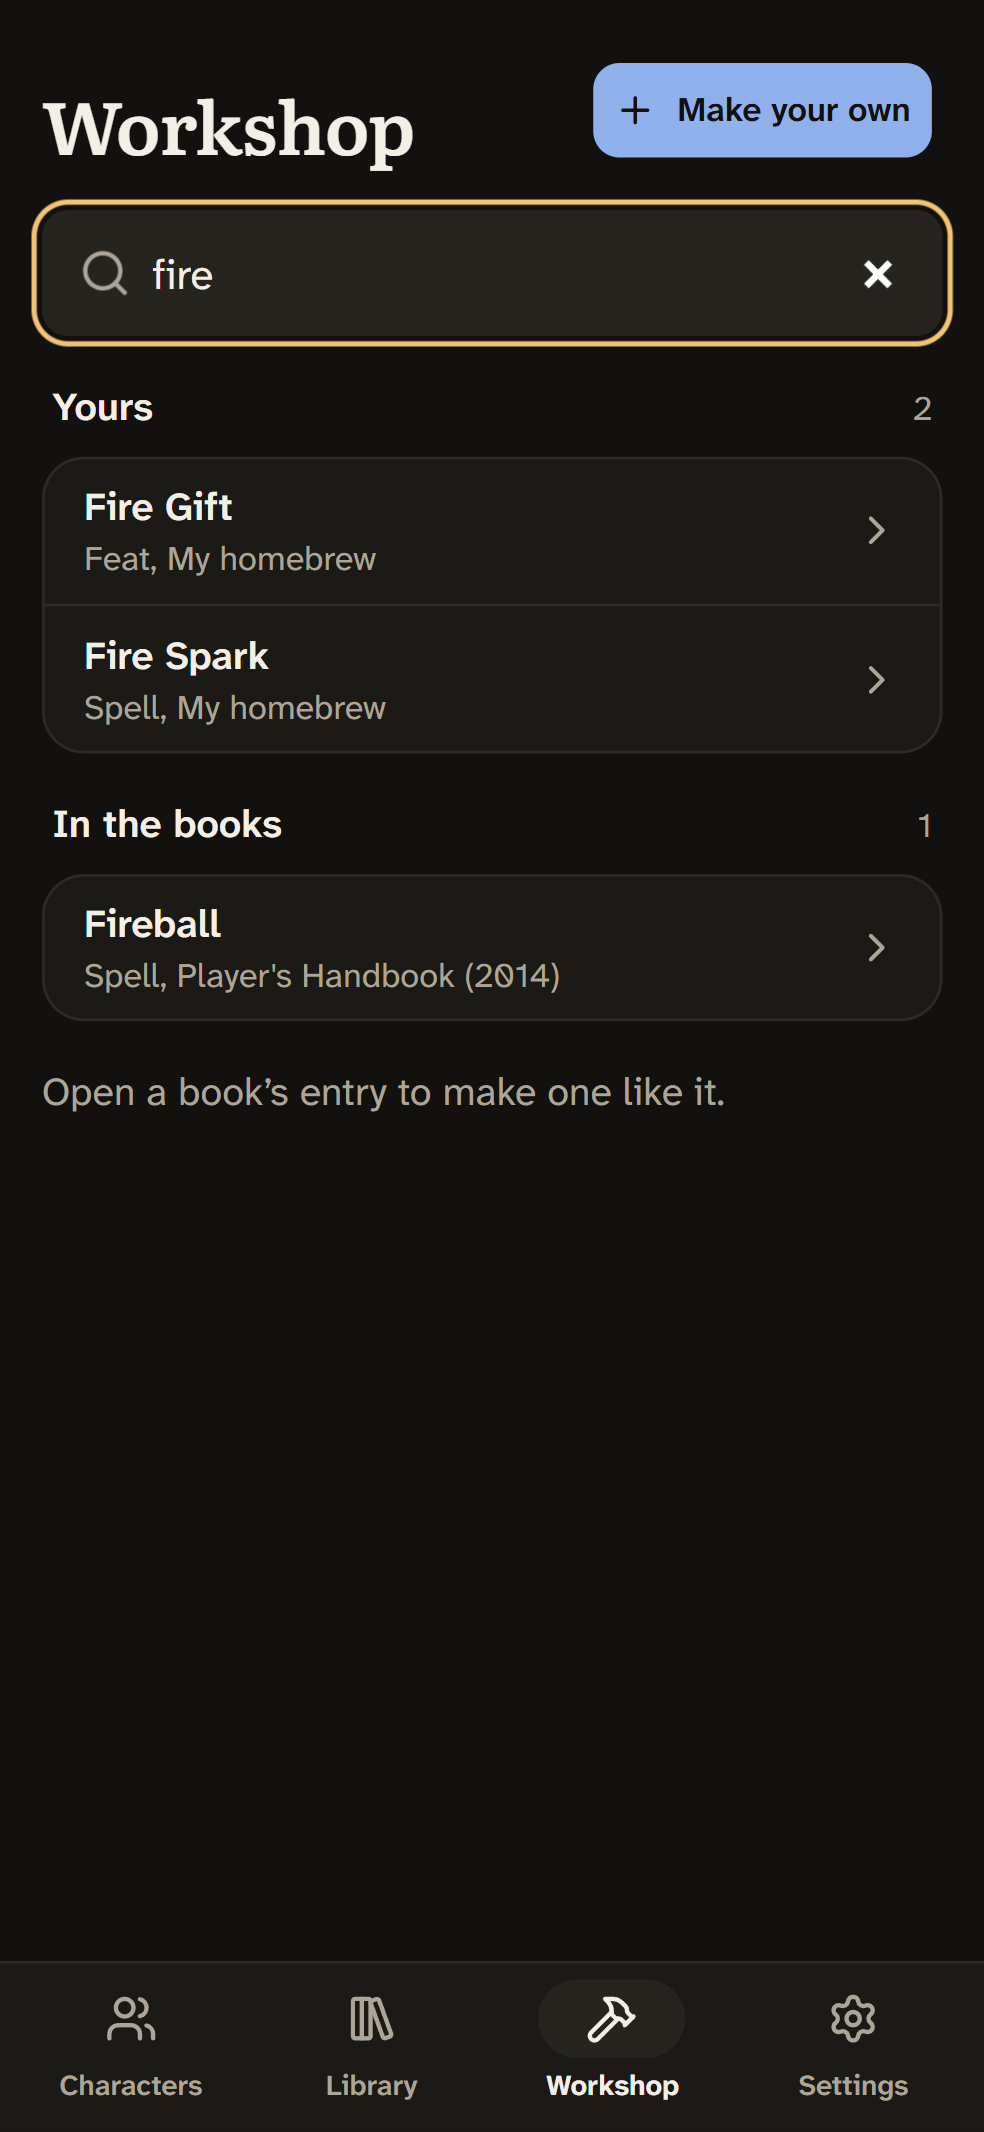 Workshop
Make your own
fire
Yours
2
Fire Gift
Feat, My homebrew
Fire Spark
Spell, My homebrew
In the books
1
Fireball
Spell, Player's Handbook (2014)
Open a book’s entry to make one like it.
Characters
Library
Workshop
Settings